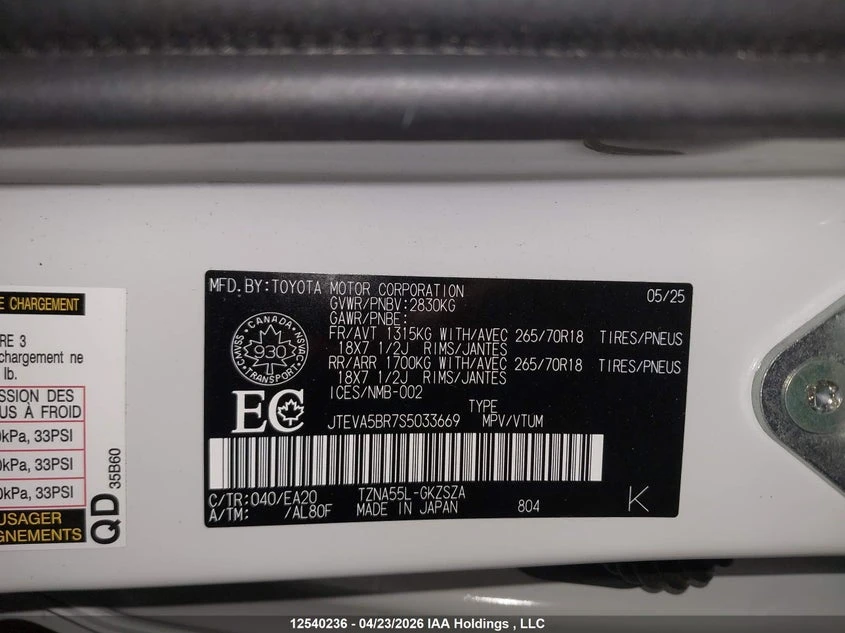 E CHARGEMENT
RE 3
chargement ne
lb.
ESSION DES
US À FROID
0kPa, 33PSI
0kPa, 33PSI
0kPa, 33PSI
USAGER
GNEMENTS
QD 35B60
MFD.BY:TOYOTA MOTOR CORPORATION 05/25
GVWR/PNBV:2830KG
GAWR/PNBE:
FR/AVT 1315KG WITH/AVEC 265/70R18 TIRES/PNEUS
18X7 1/2J RIMS/JANTES
RR/ARR 1700KG WITH/AVEC 265/70R18 TIRES/PNEUS
18X7 1/2J RIMS/JANTES
ICES/NMB-002
CANADA
930
TRANSPORT
NSVAC
SMVAC
EC
TYPE
JTEVA5BR7S5033669 MPV/VTUM
C/TR:040/EA20 TZNA55L-GKZSZA
A/TM: /AL80F MADE IN JAPAN 804 K
12540236 - 04/23/2026 IAA Holdings , LLC